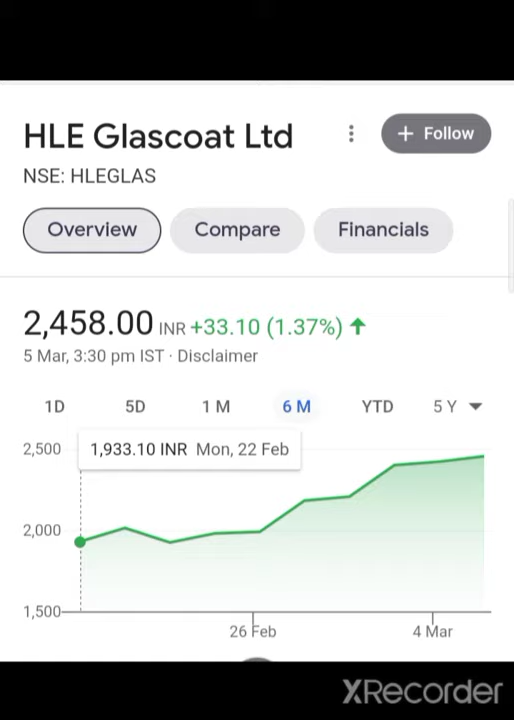 HLE Glascoat Ltd
+ Follow
NSE: HLEGLAS
Overview
Compare
Financials
2,458.00 INR +33.10 (1.37%) ↑
5 Mar, 3:30 pm IST · Disclaimer
1D 5D 1 M 6 M YTD 5 Y
2,500
1,933.10 INR Mon, 22 Feb
2,000
1,500
26 Feb 4 Mar
XRecorder